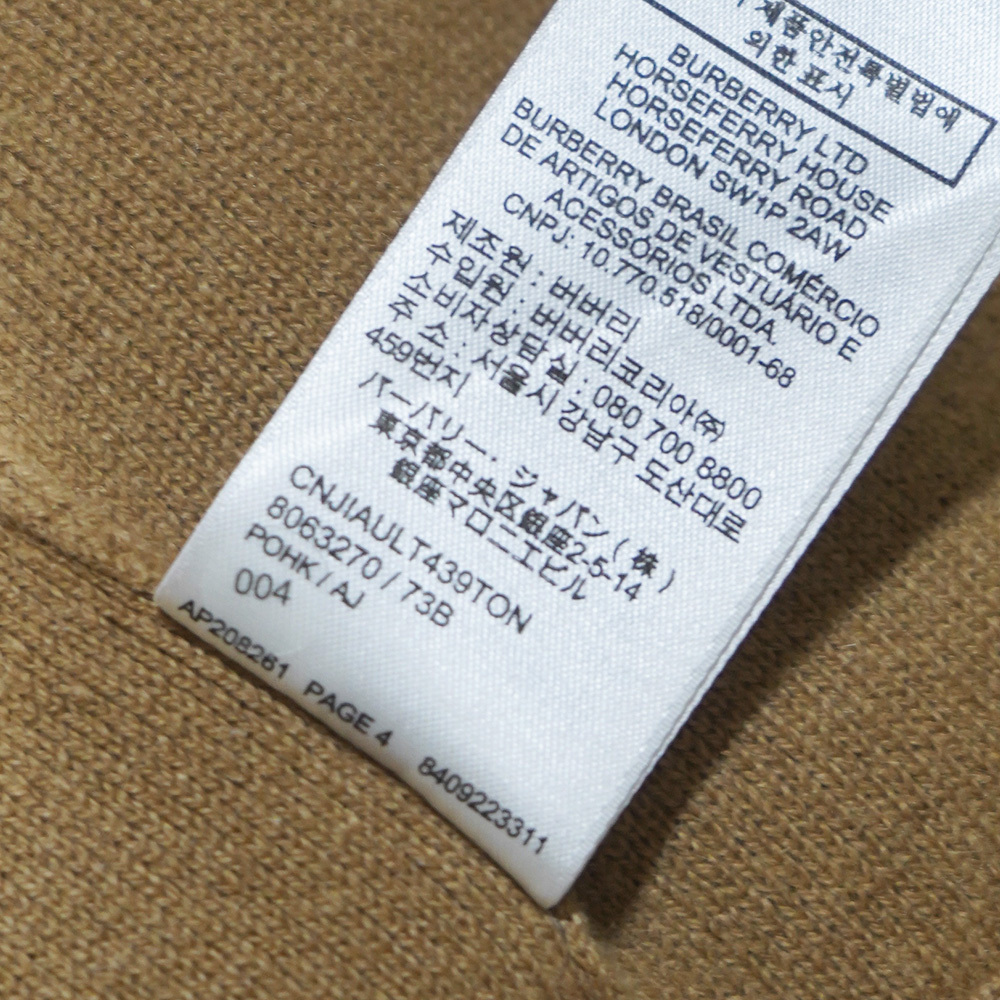 제품안전특별법에
의한 표시
BURBERRY LTD
HORSEFERRY HOUSE
HORSEFERRY ROAD
LONDON SW1P 2AW
BURBERRY BRASIL COMÉRCIO
DE ARTIGOS DE VESTUÁRIO E
ACESSÓRIOS LTDA.
CNPJ: 10.770.518/0001-68
제조원 : 버버리
수입원 : 버버리코리아(주)
소비자상담실 : 080 700 8800
주 소 : 서울시 강남구 도산대로
459번지
バーバリー・ジャパン(株)
東京都中央区銀座2-5-14
銀座マロニエビル
CNJIAULT439TON
8063270 / 73B
POHK / AJ
004
AP208261 PAGE 4 8409223311